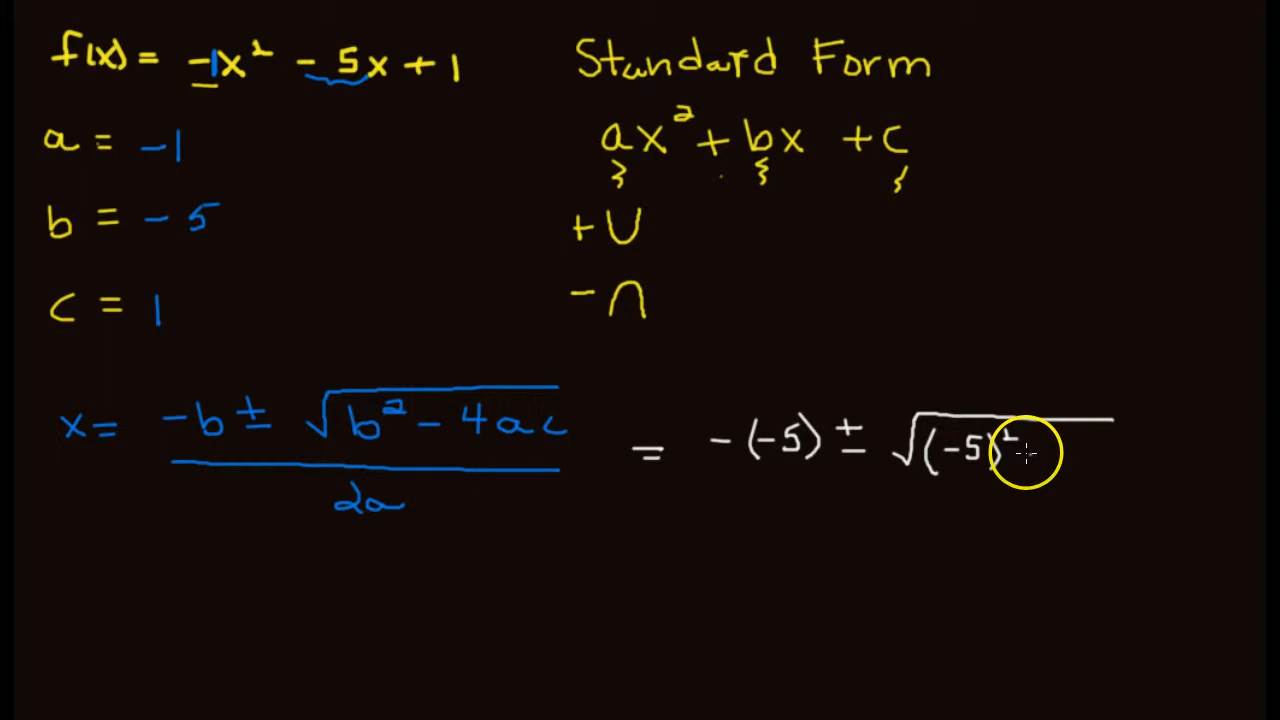 f(x) = -1x² - 5x + 1
Standard Form
a = -1
ax² + bx + c
b = -5
+ ∪
c = 1
- ∩
x = (-b ± √(b² - 4ac)) / 2a = -(-5) ± √((-5)²